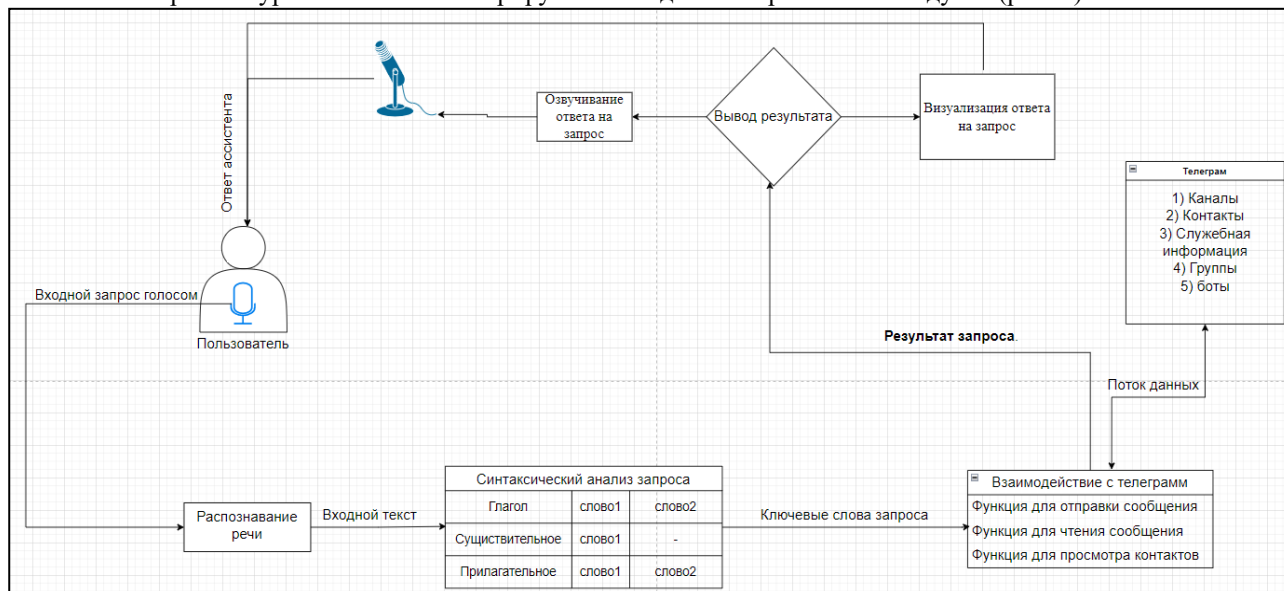 Озвучивание
ответа на
запрос
Вывод результата
Визуализация ответа
на запрос
Ответ ассистента
Телеграм
1) Каналы
2) Контакты
3) Служебная
информация
4) Группы
5) боты
Входной запрос голосом
Пользователь
Результат запроса.
Поток данных
Распознавание
речи
Входной текст
Синтаксический анализ запроса
Глагол слово1 слово2
Сущиствительное слово1 -
Прилагательное слово1 слово2
Ключевые слова запроса
Взаимодействие с телеграмм
Функция для отправки сообщения
Функция для чтения сообщения
Функция для просмотра контактов